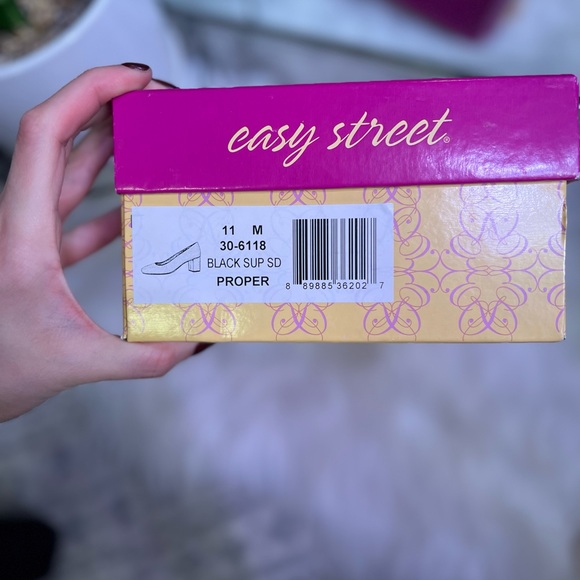 easy street®
11 M
30-6118
BLACK SUP SD
PROPER
8 89885 36202 7